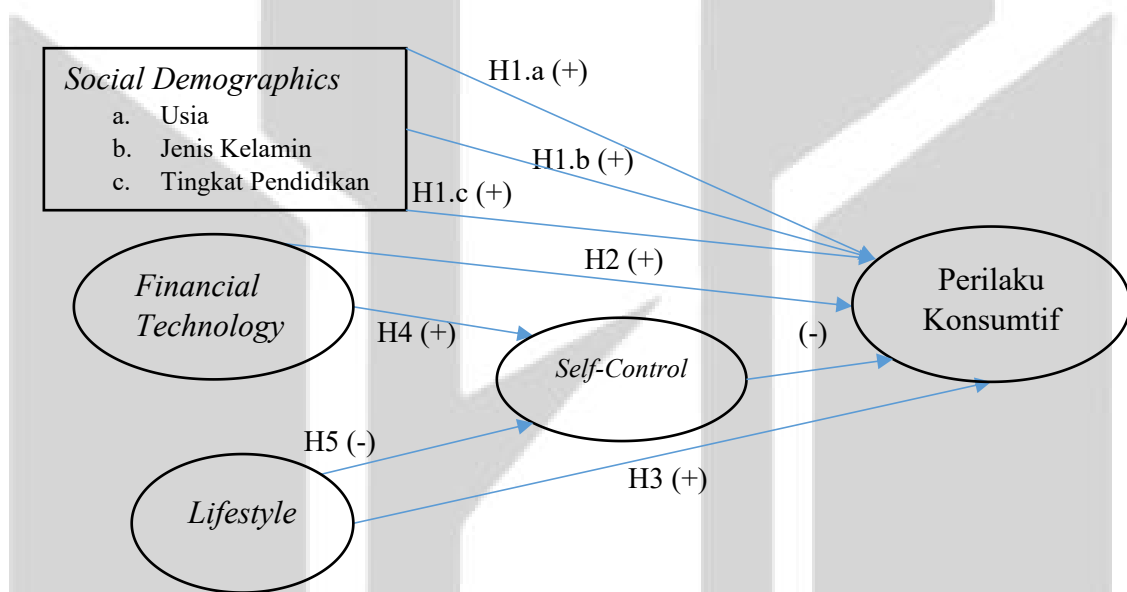 Social Demographics
a. Usia
b. Jenis Kelamin
c. Tingkat Pendidikan
H1.a (+)
H1.b (+)
H1.c (+)
H2 (+)
Financial
Technology
H4 (+)
Self-Control
(-)
Perilaku
Konsumtif
H5 (-)
H3 (+)
Lifestyle